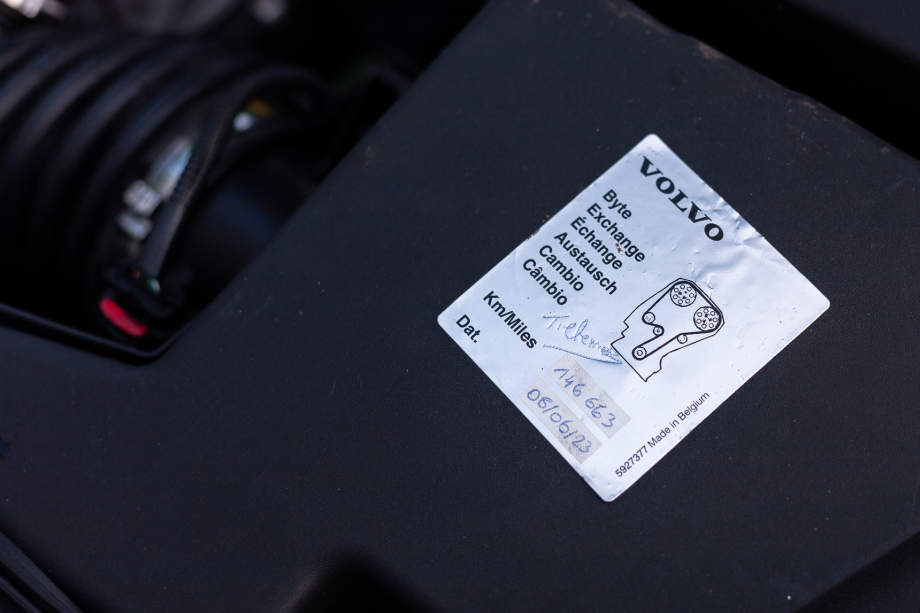 VOLVO
Byte
Exchange
Échange
Austausch
Cambio
Câmbio
Km/Miles 146 663
Dat. 08/06/23
5927377 Made in Belgium